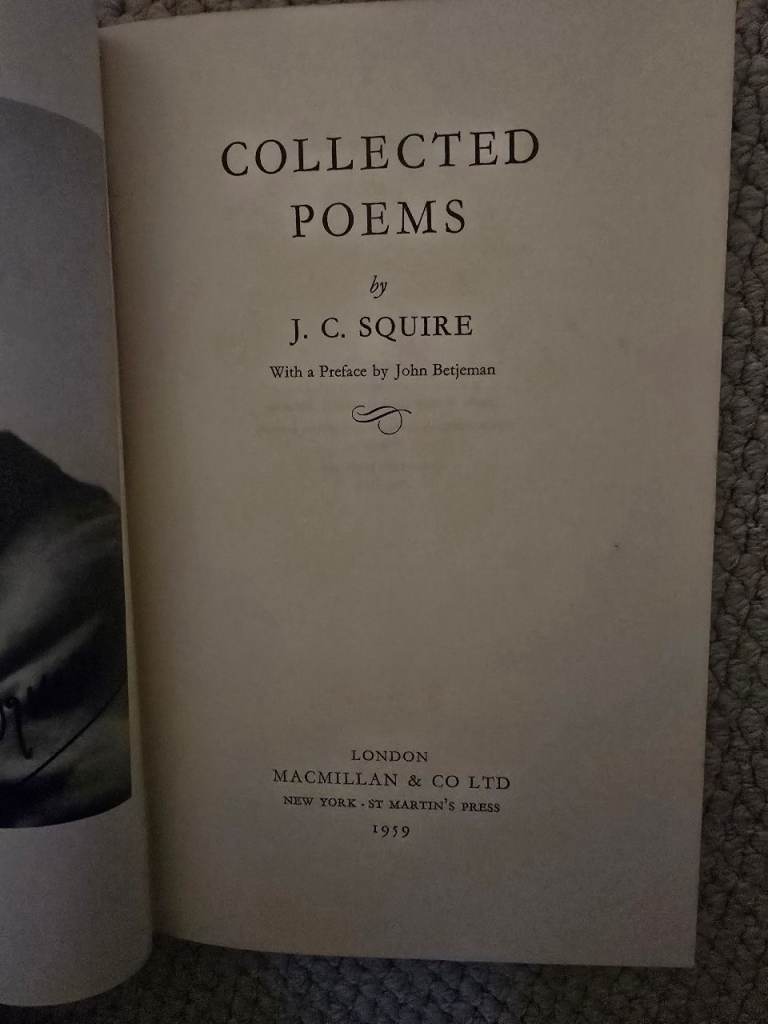 COLLECTED
POEMS
by
J. C. SQUIRE
With a Preface by John Betjeman
LONDON
MACMILLAN & CO LTD
NEW YORK · ST MARTIN'S PRESS
1959